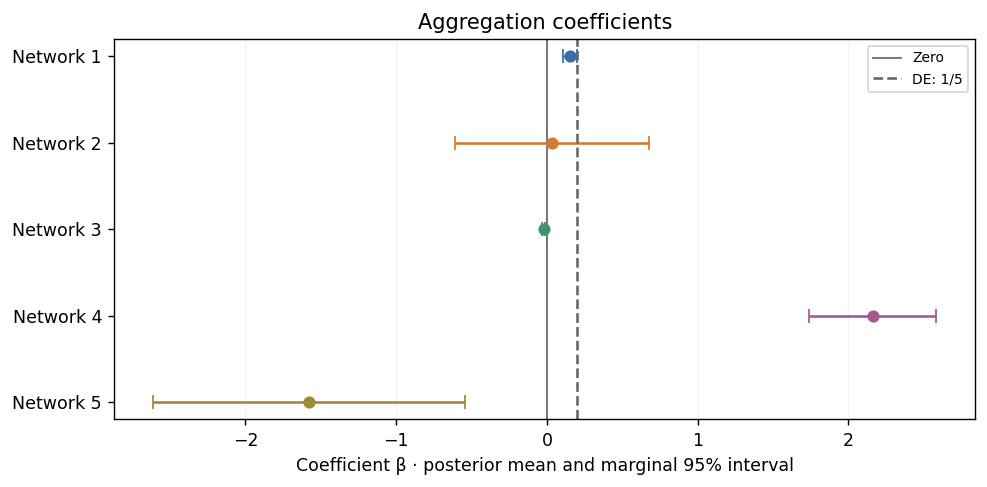 Aggregation coefficients
Network 1
Network 2
Network 3
Network 4
Network 5
Zero
DE: 1/5
−2
−1
0
1
2
Coefficient β · posterior mean and marginal 95% interval